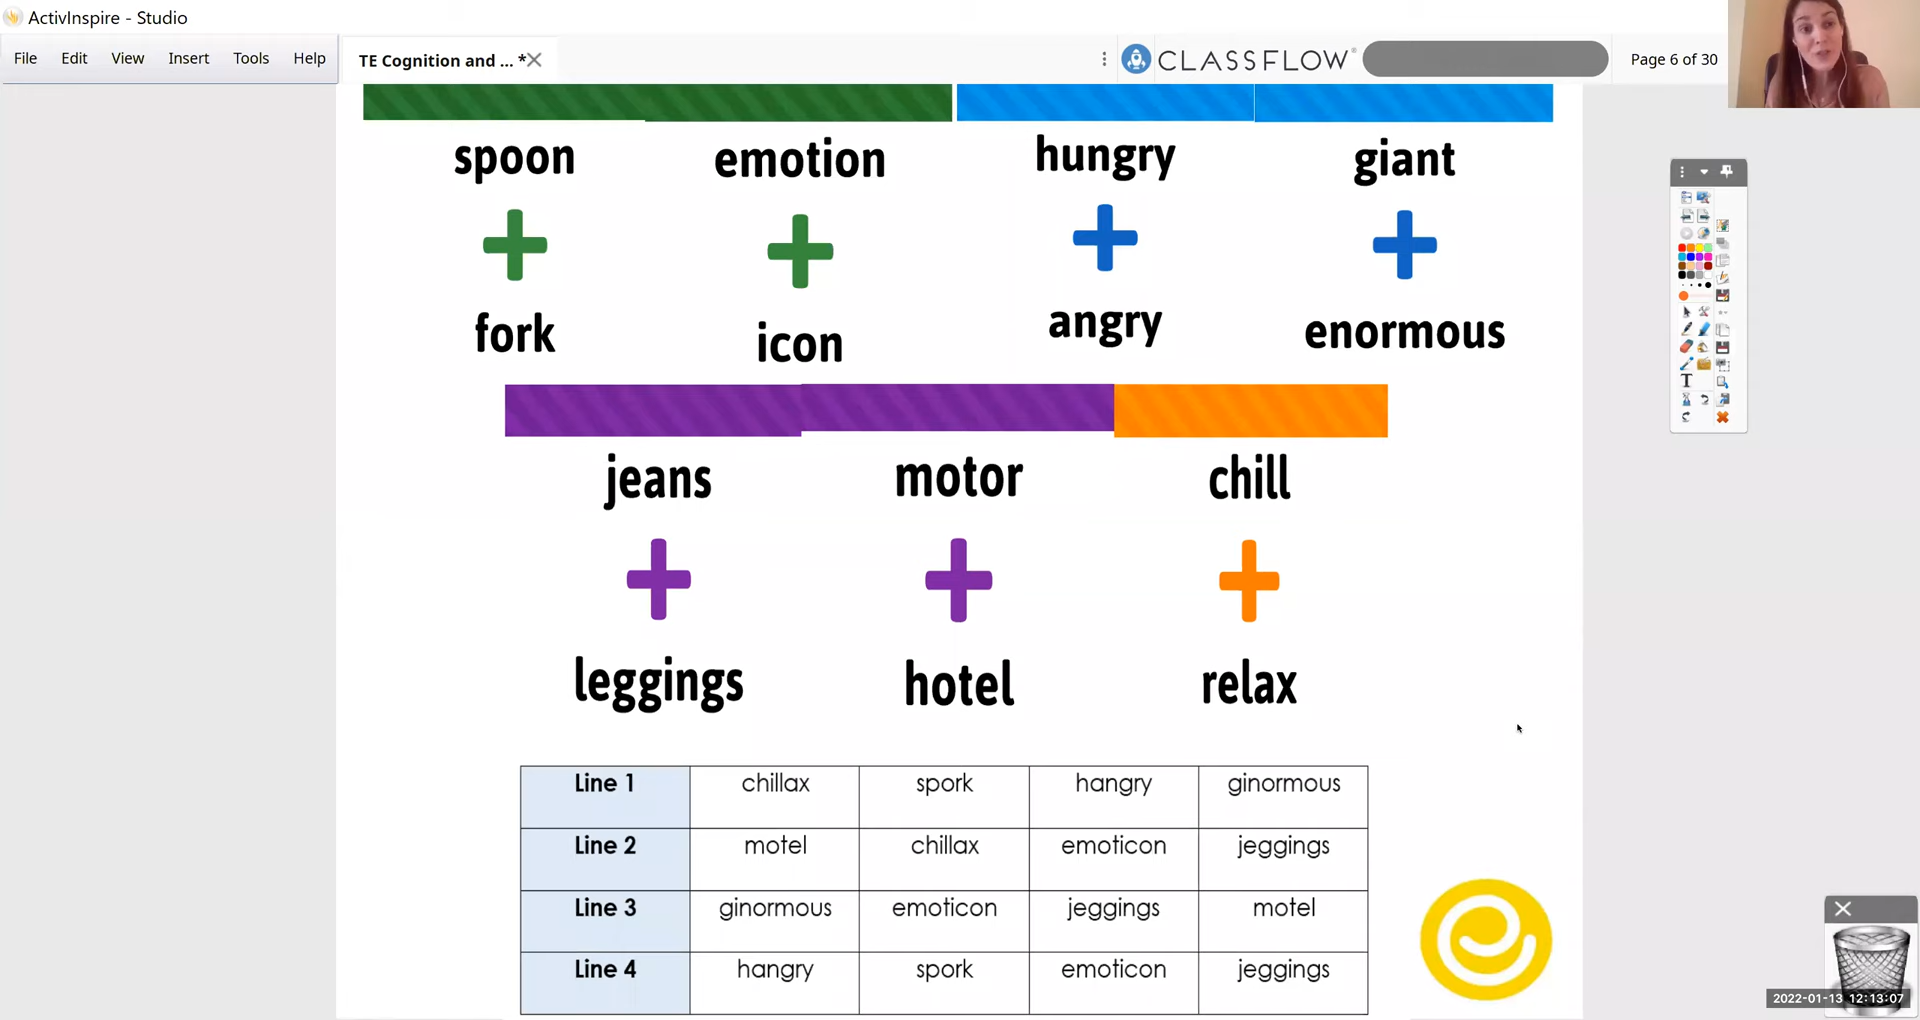 ActivInspire - Studio
File Edit View Insert Tools Help
TE Cognition and ... *
CLASSFLOW
Page 6 of 30
spoon emotion hungry giant
+ + + +
fork icon angry enormous
jeans motor chill
+ + +
leggings hotel relax
Line 1 chillax spork hangry ginormous
Line 2 motel chillax emoticon jeggings
Line 3 ginormous emoticon jeggings motel
Line 4 hangry spork emoticon jeggings
2022-01-13 12:13:07